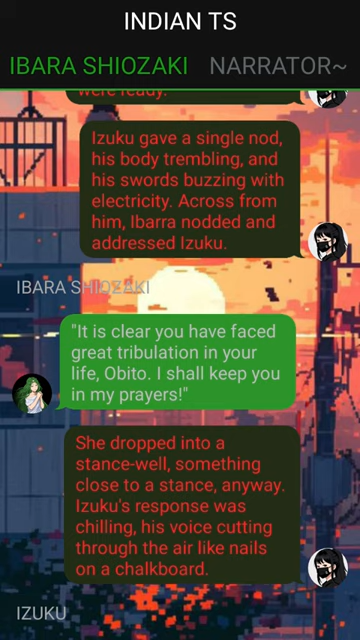 INDIAN TS
IBARA SHIOZAKI NARRATOR~
were ready.
Izuku gave a single nod,
his body trembling, and
his swords buzzing with
electricity. Across from
him, Ibarra nodded and
addressed Izuku.
IBARA SHIOZAKI
"It is clear you have faced
great tribulation in your
life, Obito. I shall keep you
in my prayers!"
She dropped into a
stance-well, something
close to a stance, anyway.
Izuku's response was
chilling, his voice cutting
through the air like nails
on a chalkboard.
IZUKU